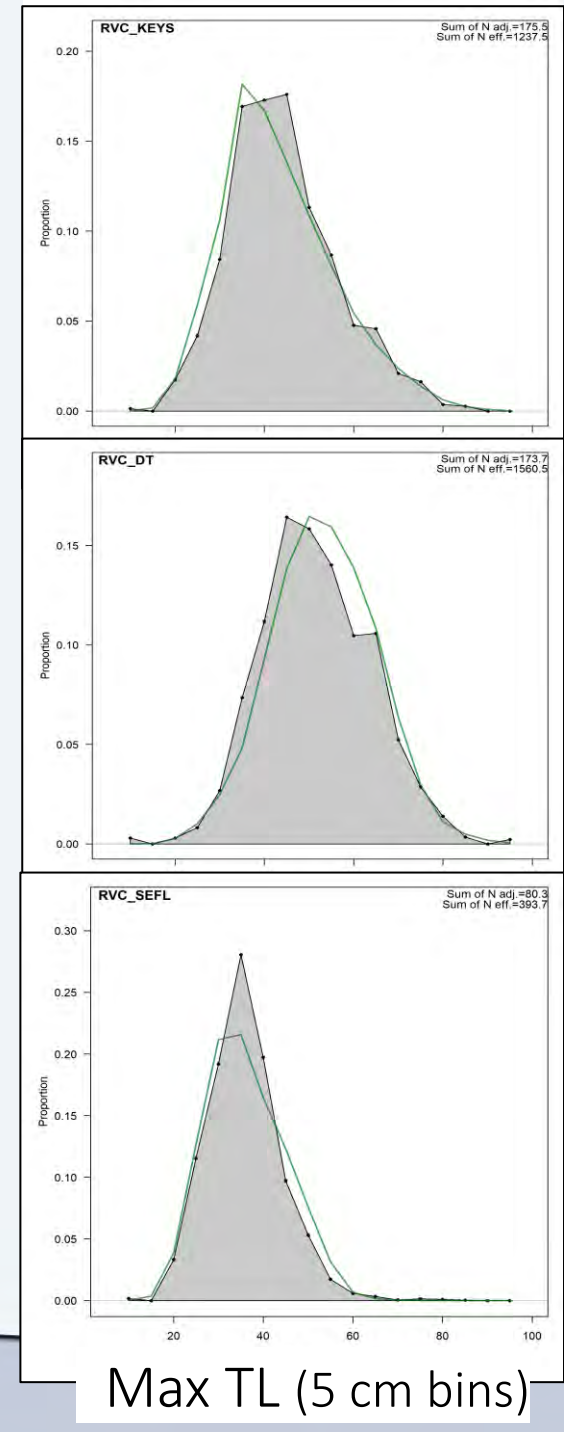 RVC_KEYS
Sum of N adj.=175.5
Sum of N eff.=1237.5
0.20
0.15
0.10
0.05
0.00
Proportion
RVC_DT
Sum of N adj.=173.7
Sum of N eff.=1560.5
0.15
0.10
0.05
0.00
Proportion
RVC_SEFL
Sum of N adj.=80.3
Sum of N eff.=393.7
0.30
0.25
0.20
0.15
0.10
0.05
0.00
Proportion
20 40 60 80 100
Max TL (5 cm bins)